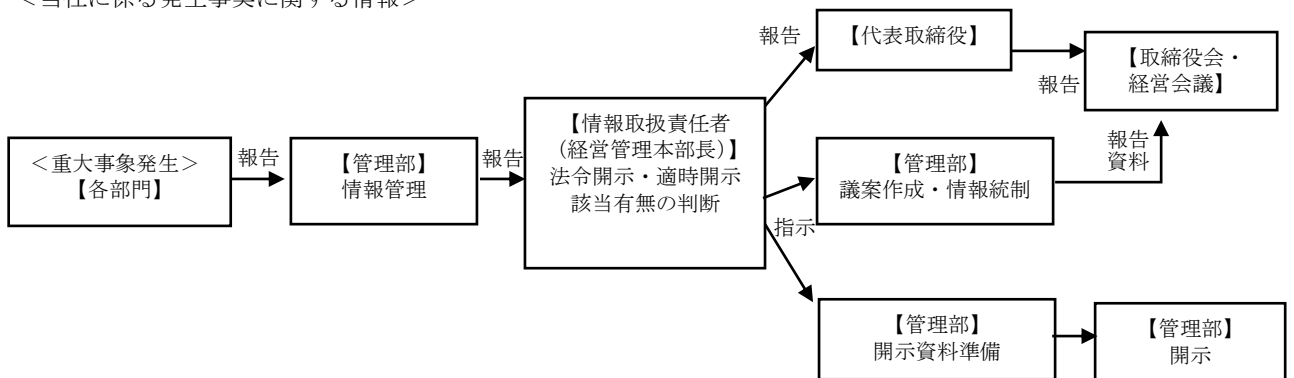 ＜当社に係る発生事実に関する情報＞
報告
【代表取締役】
報告
【取締役会・
経営会議】
＜重大事象発生＞
【各部門】
報告
【管理部】
情報管理
報告
【情報取扱責任者
（経営管理本部長）】
法令開示・適時開示
該当有無の判断
【管理部】
議案作成・情報統制
報告
資料
指示
【管理部】
開示資料準備
【管理部】
開示